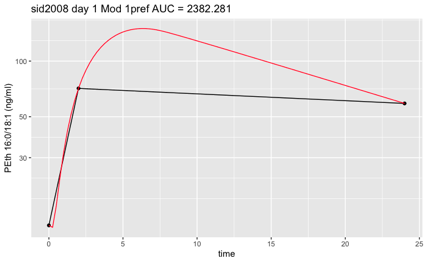 sid2008 day 1 Mod 1pref AUC = 2382.281
100
50
30
PEth 16:0/18:1 (ng/ml)
0 5 10 15 20 25
time